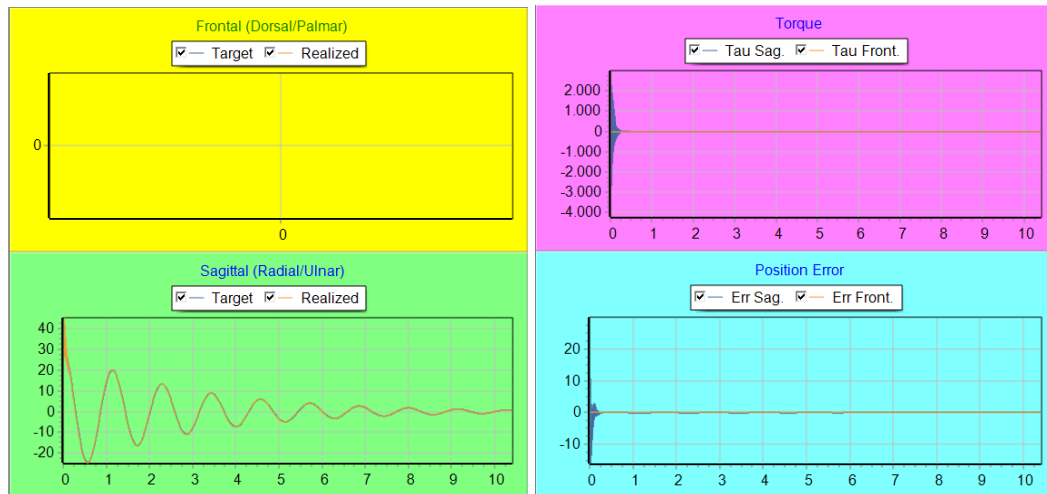 Frontal (Dorsal/Palmar)
Target Realized
0
0
Torque
Tau Sag. Tau Front.
2.000
1.000
0
-1.000
-2.000
-3.000
-4.000
0 1 2 3 4 5 6 7 8 9 10
Sagittal (Radial/Ulnar)
Target Realized
40
30
20
10
0
-10
-20
0 1 2 3 4 5 6 7 8 9 10
Position Error
Err Sag. Err Front.
20
10
0
-10
0 1 2 3 4 5 6 7 8 9 10